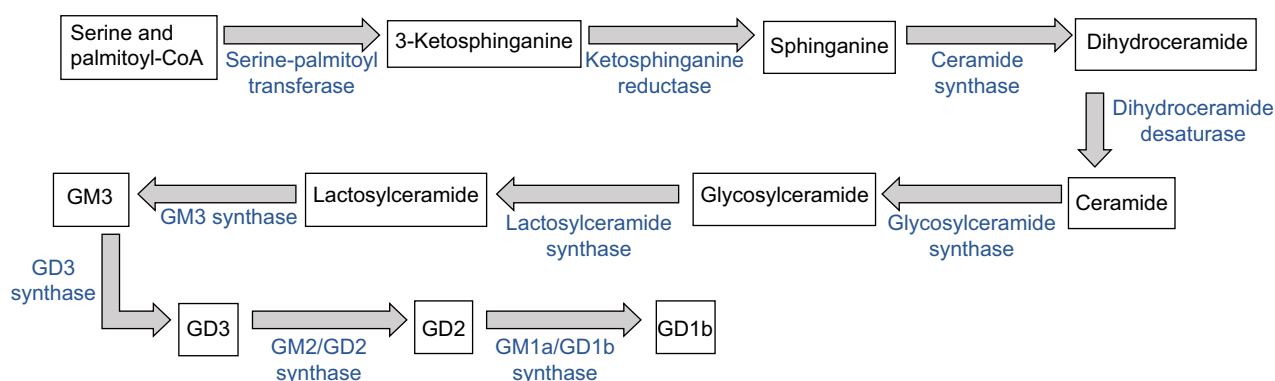 Serine and
palmitoyl-CoA
Serine-palmitoyl
transferase
3-Ketosphinganine
Ketosphinganine
reductase
Sphinganine
Ceramide
synthase
Dihydroceramide
Dihydroceramide
desaturase
Ceramide
Glycosylceramide
synthase
Glycosylceramide
Lactosylceramide
synthase
Lactosylceramide
GM3 synthase
GM3
GD3
synthase
GD3
GM2/GD2
synthase
GD2
GM1a/GD1b
synthase
GD1b